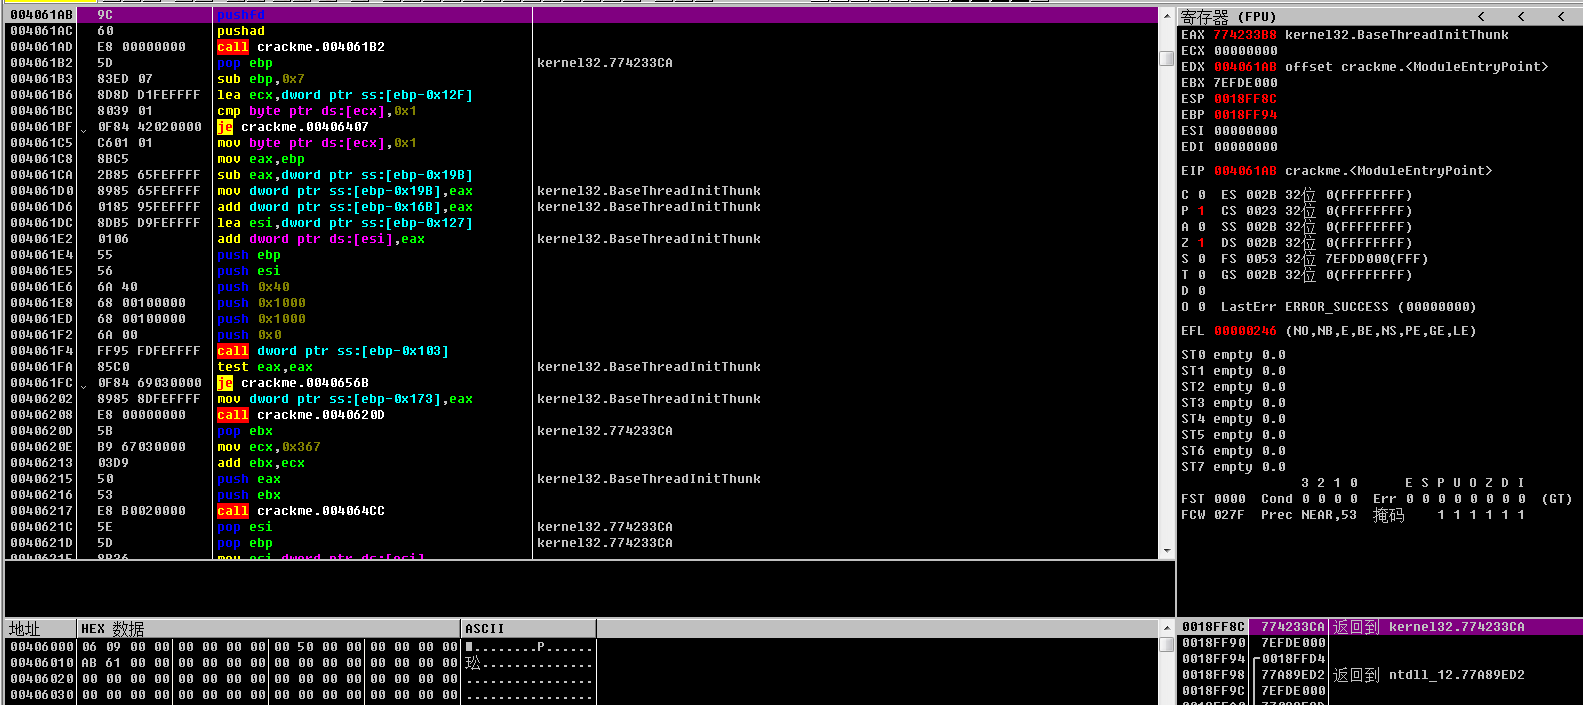 004061AB 9C pushfd
004061AC 60 pushad
004061AD E8 00000000 call crackme.004061B2
004061B2 5D pop ebp kernel32.774233CA
004061B3 83ED 07 sub ebp,0x7
004061B6 8D8D D1FEFFFF lea ecx,dword ptr ss:[ebp-0x12F]
004061BC 8039 01 cmp byte ptr ds:[ecx],0x1
004061BF 0F84 42020000 je crackme.00406407
004061C5 C601 01 mov byte ptr ds:[ecx],0x1
004061C8 8BC5 mov eax,ebp
004061CA 2B85 65FEFFFF sub eax,dword ptr ss:[ebp-0x19B]
004061D0 8985 65FEFFFF mov dword ptr ss:[ebp-0x19B],eax kernel32.BaseThreadInitThunk
004061D6 0185 95FEFFFF add dword ptr ss:[ebp-0x16B],eax kernel32.BaseThreadInitThunk
004061DC 8DB5 D9FEFFFF lea esi,dword ptr ss:[ebp-0x127]
004061E2 0106 add dword ptr ds:[esi],eax kernel32.BaseThreadInitThunk
004061E4 55 push ebp
004061E5 56 push esi
004061E6 6A 40 push 0x40
004061E8 68 00100000 push 0x1000
004061ED 68 00100000 push 0x1000
004061F2 6A 00 push 0x0
004061F4 FF95 FDFEFFFF call dword ptr ss:[ebp-0x103]
004061FA 85C0 test eax,eax kernel32.BaseThreadInitThunk
004061FC 0F84 69030000 je crackme.0040656B
00406202 8985 8DFEFFFF mov dword ptr ss:[ebp-0x173],eax kernel32.BaseThreadInitThunk
00406208 E8 00000000 call crackme.0040620D
0040620D 5B pop ebx kernel32.774233CA
0040620E B9 67030000 mov ecx,0x367
00406213 03D9 add ebx,ecx
00406215 50 push eax kernel32.BaseThreadInitThunk
00406216 53 push ebx
00406217 E8 B0020000 call crackme.004064CC
0040621C 5E pop esi kernel32.774233CA
0040621D 5D pop ebp kernel32.774233CA
0040621E 8B36 mov esi,dword ptr ds:[esi]
寄存器 (FPU) < < <
EAX 774233B8 kernel32.BaseThreadInitThunk
ECX 00000000
EDX 004061AB offset crackme.<ModuleEntryPoint>
EBX 7EFDE000
ESP 0018FF8C
EBP 0018FF94
ESI 00000000
EDI 00000000
EIP 004061AB crackme.<ModuleEntryPoint>
C 0 ES 002B 32位 0(FFFFFFFF)
P 1 CS 0023 32位 0(FFFFFFFF)
A 0 SS 002B 32位 0(FFFFFFFF)
Z 1 DS 002B 32位 0(FFFFFFFF)
S 0 FS 0053 32位 7EFDD000(FFF)
T 0 GS 002B 32位 0(FFFFFFFF)
D 0
O 0 LastErr ERROR_SUCCESS (00000000)
EFL 00000246 (NO,NB,E,BE,NS,PE,GE,LE)
ST0 empty 0.0
ST1 empty 0.0
ST2 empty 0.0
ST3 empty 0.0
ST4 empty 0.0
ST5 empty 0.0
ST6 empty 0.0
ST7 empty 0.0
3 2 1 0 E S P U O Z D I
FST 0000 Cond 0 0 0 0 Err 0 0 0 0 0 0 0 0 (GT)
FCW 027F Prec NEAR,53 掩码 1 1 1 1 1 1
地址 HEX 数据 ASCII
00406000 06 09 00 00 00 00 00 00 00 50 00 00 00 00 00 00 ■........P......
00406010 AB 61 00 00 00 00 00 00 00 00 00 00 00 00 00 00 玜..............
00406020 00 00 00 00 00 00 00 00 00 00 00 00 00 00 00 00 ................
00406030 00 00 00 00 00 00 00 00 00 00 00 00 00 00 00 00 ................
0018FF8C 774233CA 返回到 kernel32.774233CA
0018FF90 7EFDE000
0018FF94 0018FFD4
0018FF98 77A89ED2 返回到 ntdll_12.77A89ED2
0018FF9C 7EFDE000